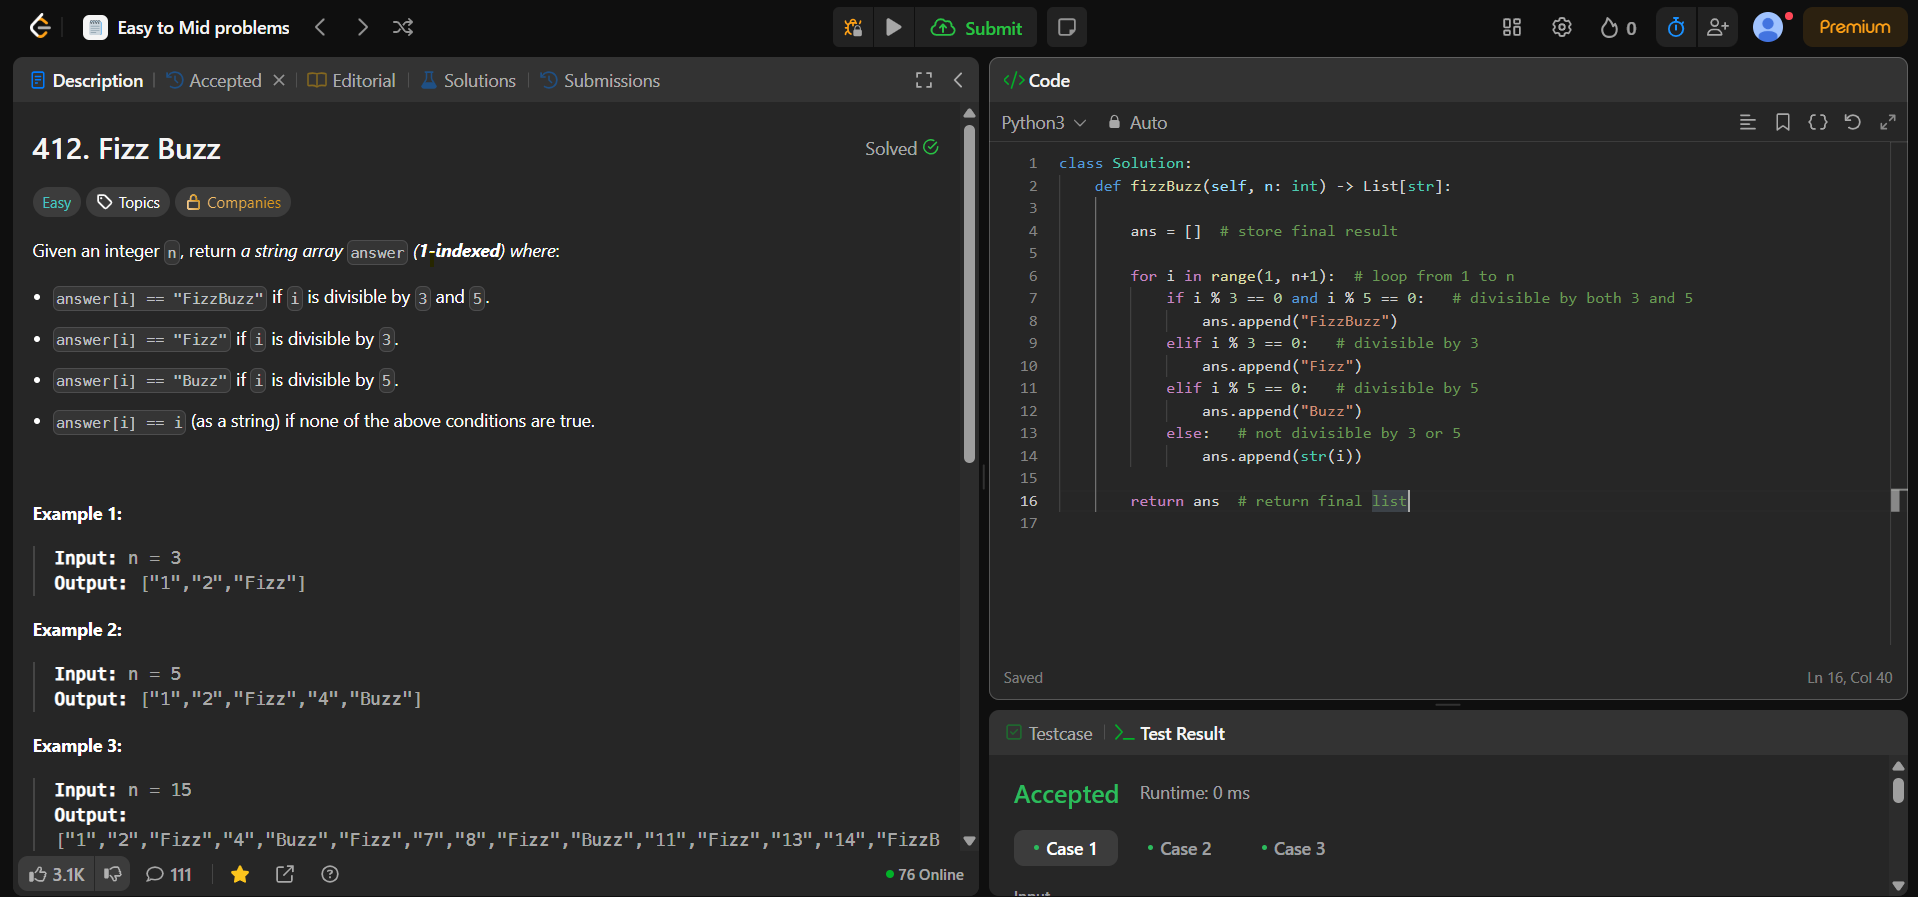 Easy to Mid problems
Submit
0
Premium
Description
Accepted
Editorial
Solutions
Submissions
412. Fizz Buzz
Solved
Easy
Topics
Companies
Given an integer n, return a string array answer (1-indexed) where:
• answer[i] == "FizzBuzz" if i is divisible by 3 and 5.
• answer[i] == "Fizz" if i is divisible by 3.
• answer[i] == "Buzz" if i is divisible by 5.
• answer[i] == i (as a string) if none of the above conditions are true.
Example 1:
Input: n = 3
Output: ["1","2","Fizz"]
Example 2:
Input: n = 5
Output: ["1","2","Fizz","4","Buzz"]
Example 3:
Input: n = 15
Output:
["1","2","Fizz","4","Buzz","Fizz","7","8","Fizz","Buzz","11","Fizz","13","14","FizzB
3.1K
111
76 Online
</> Code
Python3
Auto
1 class Solution:
2     def fizzBuzz(self, n: int) -> List[str]:
3
4         ans = []  # store final result
5
6         for i in range(1, n+1):  # loop from 1 to n
7             if i % 3 == 0 and i % 5 == 0:   # divisible by both 3 and 5
8                 ans.append("FizzBuzz")
9             elif i % 3 == 0:   # divisible by 3
10                 ans.append("Fizz")
11             elif i % 5 == 0:   # divisible by 5
12                 ans.append("Buzz")
13             else:   # not divisible by 3 or 5
14                 ans.append(str(i))
15
16         return ans  # return final list
17
Saved
Ln 16, Col 40
Testcase
Test Result
Accepted
Runtime: 0 ms
• Case 1
• Case 2
• Case 3
Input